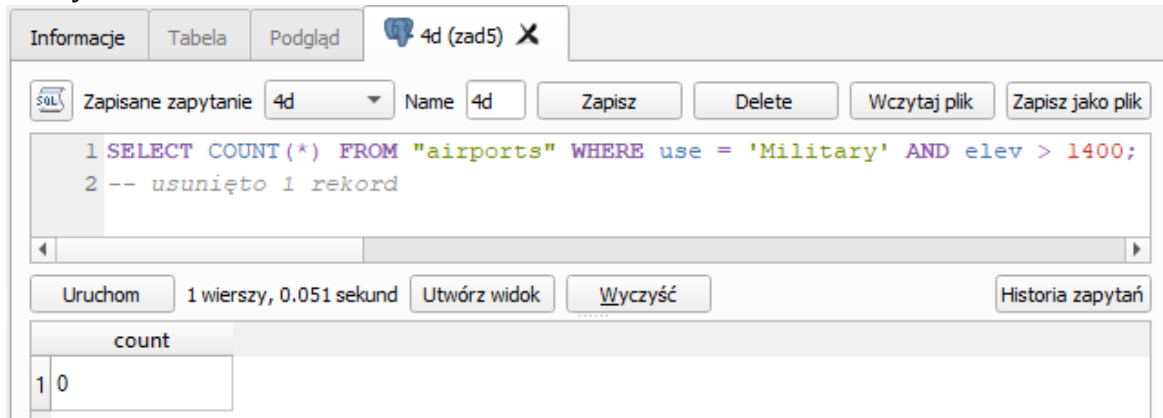 Informacje Tabela Podgląd 4d (zad5) X
SQL Zapisane zapytanie 4d Name 4d Zapisz Delete Wczytaj plik Zapisz jako plik
1 SELECT COUNT(*) FROM "airports" WHERE use = 'Military' AND elev > 1400;
2 -- usunięto 1 rekord
Uruchom 1 wierszy, 0.051 sekund Utwórz widok Wyczyść Historia zapytań
count
1 0